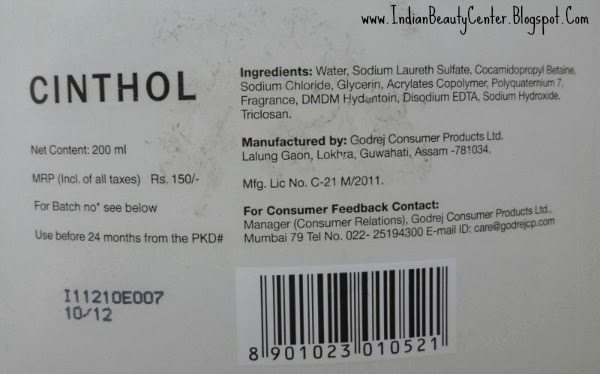 www.IndianBeautyCenter.Blogspot.Com
CINTHOL
Net Content: 200 ml
MRP (Incl. of all taxes) Rs. 150/-
For Batch no* see below
Use before 24 months from the PKD#
I11210E007
10/12
Ingredients: Water, Sodium Laureth Sulfate, Cocamidopropyl Betaine,
Sodium Chloride, Glycerin, Acrylates Copolymer, Polyquaternium 7,
Fragrance, DMDM Hydantoin, Disodium EDTA, Sodium Hydroxide,
Triclosan.
Manufactured by: Godrej Consumer Products Ltd.
Lalung Gaon, Lokhra, Guwahati, Assam -781034.
Mfg. Lic No. C-21 M/2011.
For Consumer Feedback Contact:
Manager (Consumer Relations), Godrej Consumer Products Ltd.,
Mumbai 79 Tel No. 022- 25194300 E-mail ID: care@godrejcp.com
8 901023 010521